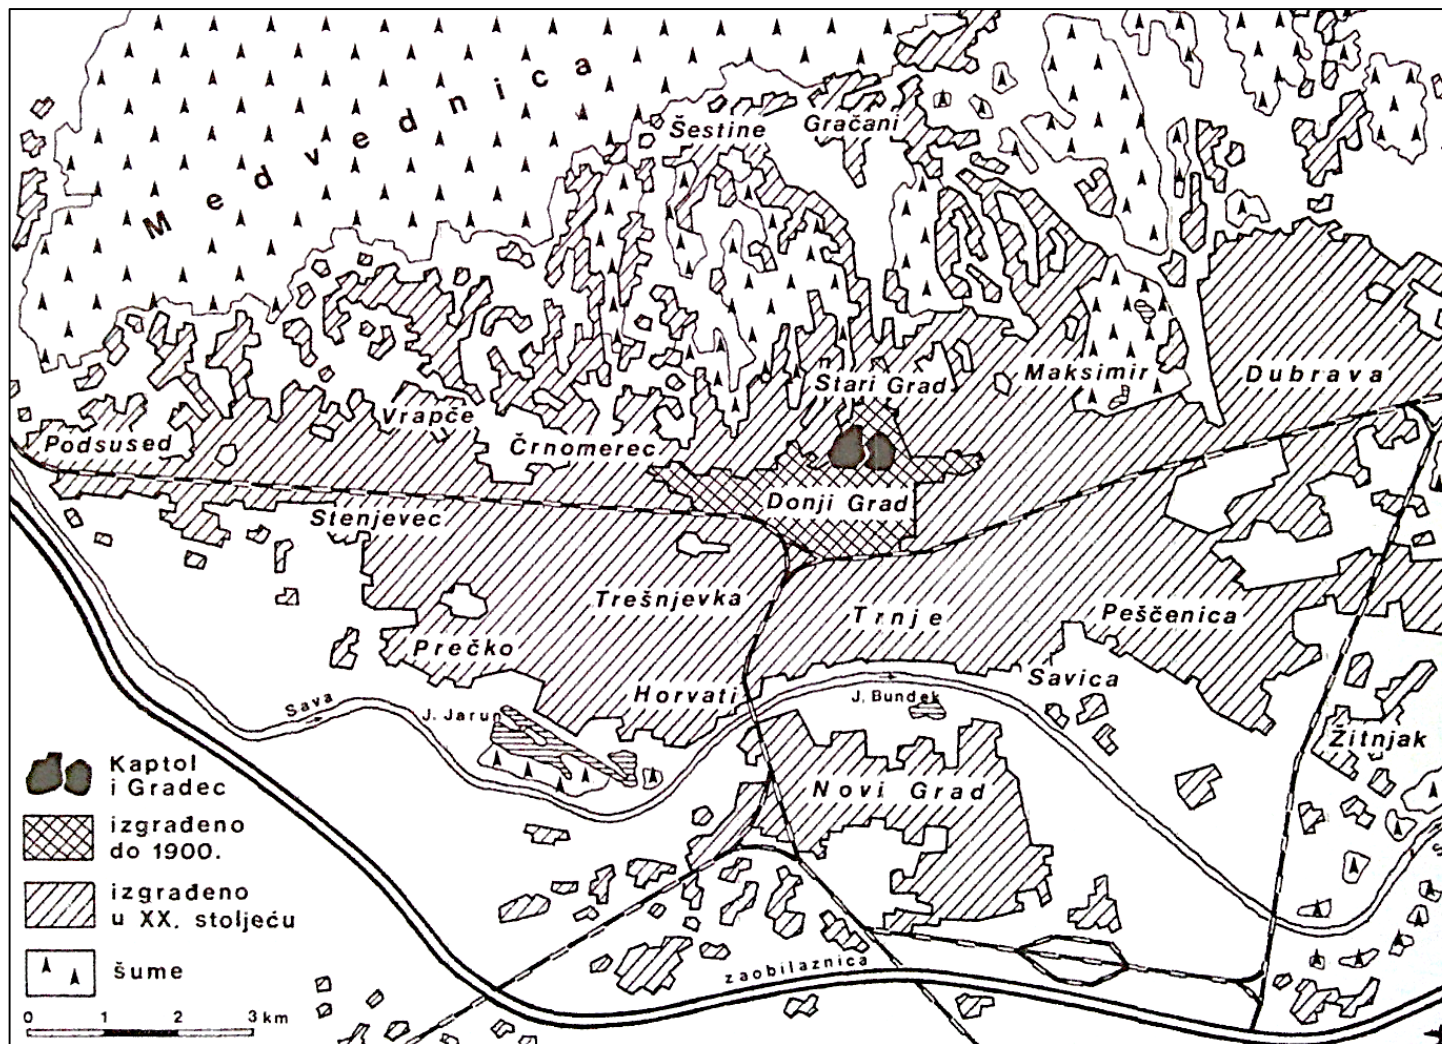 Medvednica
Šestine
Gračani
Stari Grad
Maksimir
Dubrava
Podsused
Vrapče
Črnomerec
Donji Grad
Stenjevec
Trešnjevka
Trnje
Peščenica
Prečko
Horvati
Savica
Sava
J. Jarun
J. Bundek
Žitnjak
Novi Grad
zaobilaznica
Kaptol
i Gradec
izgrađeno
do 1900.
izgrađeno
u XX. stoljeću
šume
0 1 2 3 km